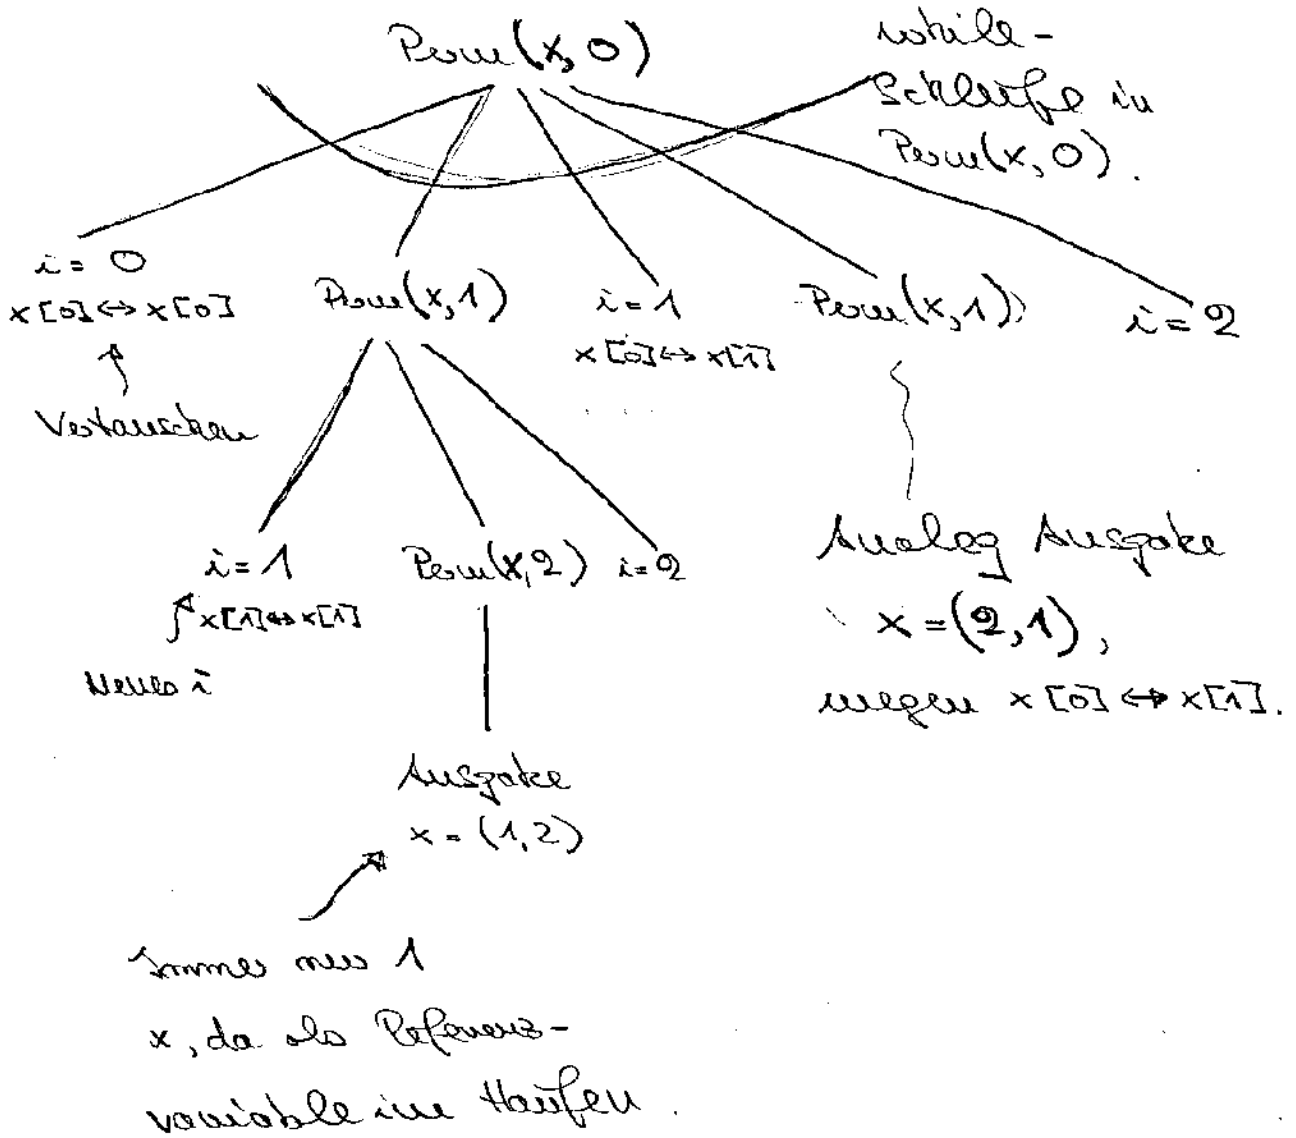 Perm(x,0)
while-
Schleife in
Perm(x,0).
i = 0
x[0]↔x[0]
Perm(x,1)
i = 1
x[0]↔x[1]
. . . .
Perm(x,1)
i = 2
Vertauschen
i = 1
x[1]↔x[1]
Neues i
Perm(x,2)
i=2
Analog Ausgabe
x = (2,1),
wegen x[0]↔x[1].
Ausgabe
x = (1,2)
Immer nur 1
x, da als Referenz-
variable im Haufen.